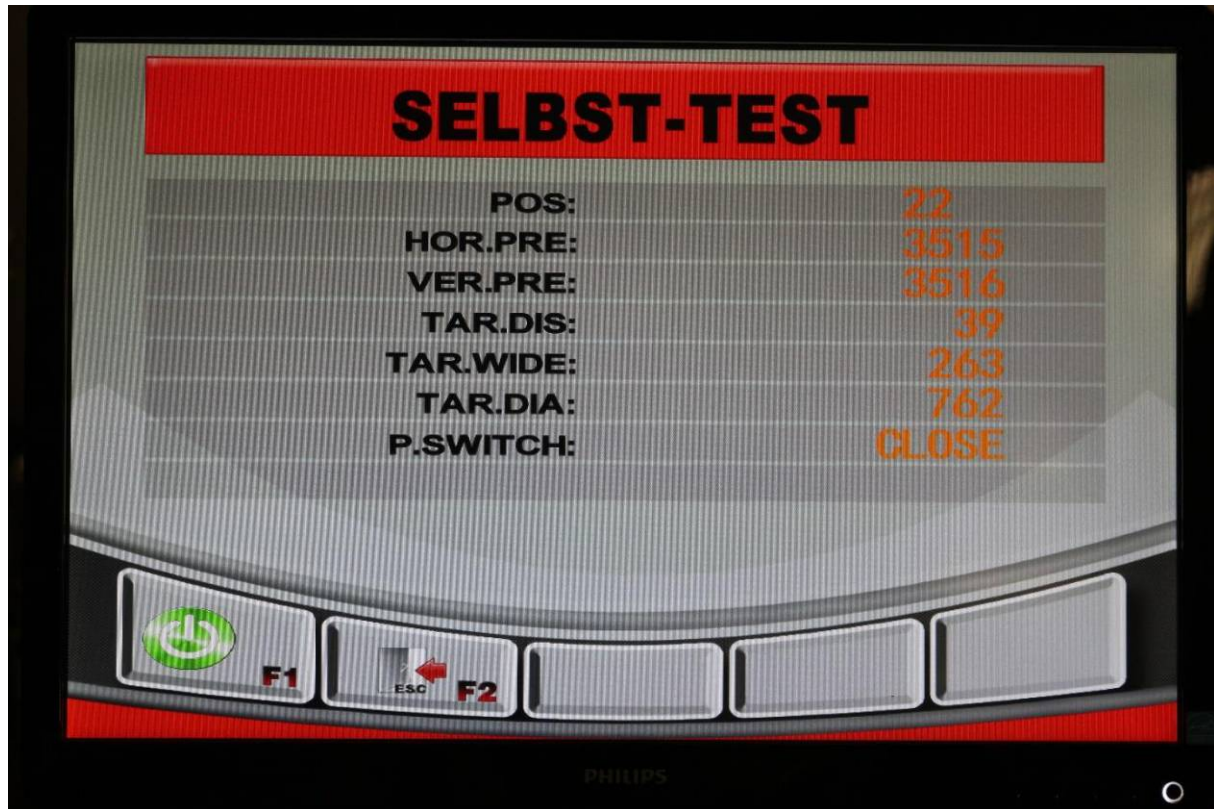 SELBST-TEST
POS: 22
HOR.PRE: 3515
VER.PRE: 3516
TAR.DIS: 39
TAR.WIDE: 263
TAR.DIA: 762
P.SWITCH: CLOSE
F1
ESC F2
PHILIPS